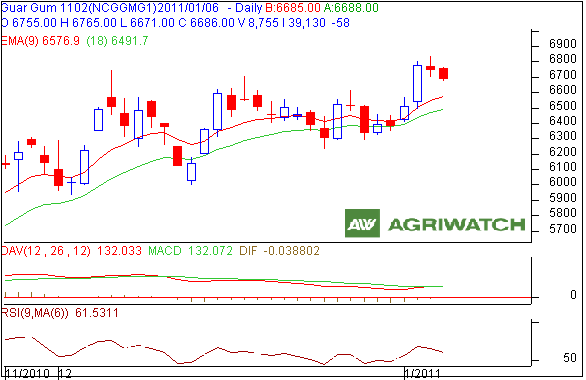 Guar Gum 1102(NCGGMG1)2011/01/06 - Daily B:6685.00 A:6688.00
O 6755.00 H 6765.00 L 6671.00 C 6686.00 V 8,755 I 39,130 -58
EMA(9) 6576.9 (18) 6491.7
6900
6800
6700
6600
6500
6400
6300
6200
6100
6000
5900
5800
5700
AW AGRIWATCH
OAV(12 , 26 , 12) 132.033 MACD 132.072 DIF -0.038802
0
RSI(9,MA(6)) 61.5311
50
11/2010 12 1/2011